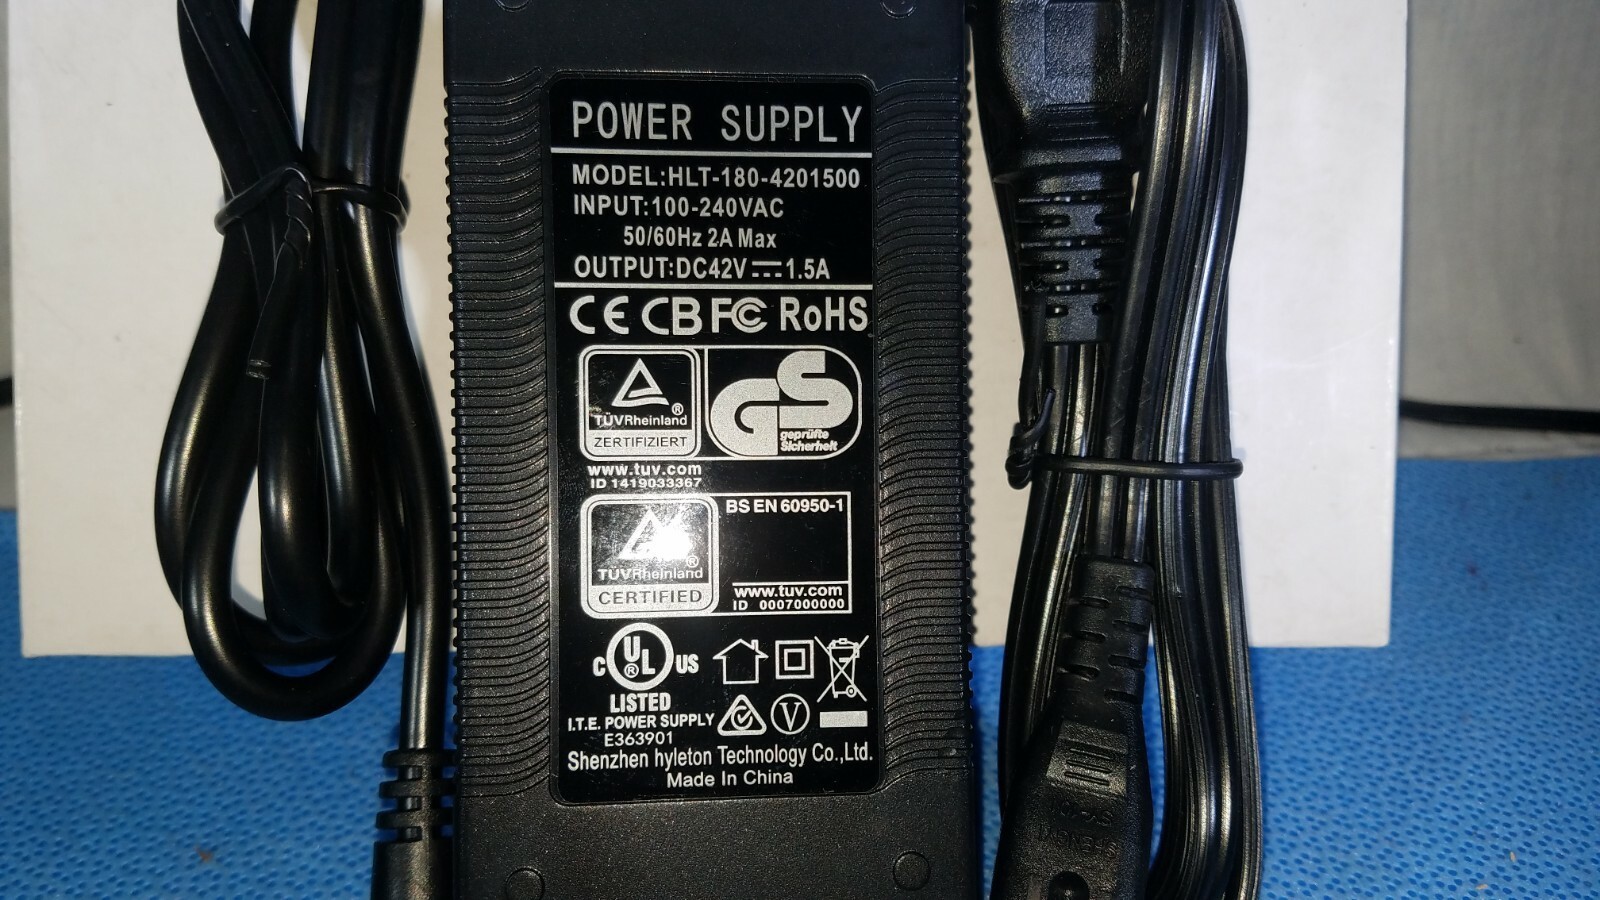 POWER SUPPLY
MODEL:HLT-180-4201500
INPUT:100-240VAC
50/60Hz 2A Max
OUTPUT:DC42V⎓1.5A
CE CB FC RoHS
TÜVRheinland
ZERTIFIZIERT
GS
geprüfte
Sicherheit
www.tuv.com
ID 1419033367
TÜVRheinland
CERTIFIED
BS EN 60950-1
www.tuv.com
ID 0007000000
C UL US
LISTED
I.T.E. POWER SUPPLY
E363901
V
Shenzhen hyleton Technology Co.,Ltd.
Made In China